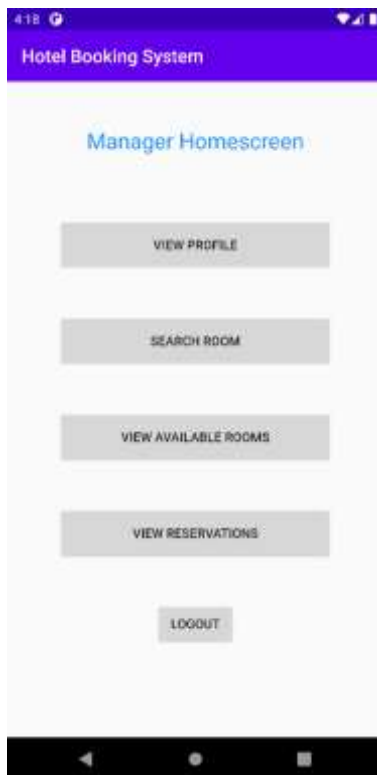 4:18
Hotel Booking System
Manager Homescreen
VIEW PROFILE
SEARCH ROOM
VIEW AVAILABLE ROOMS
VIEW RESERVATIONS
LOGOUT